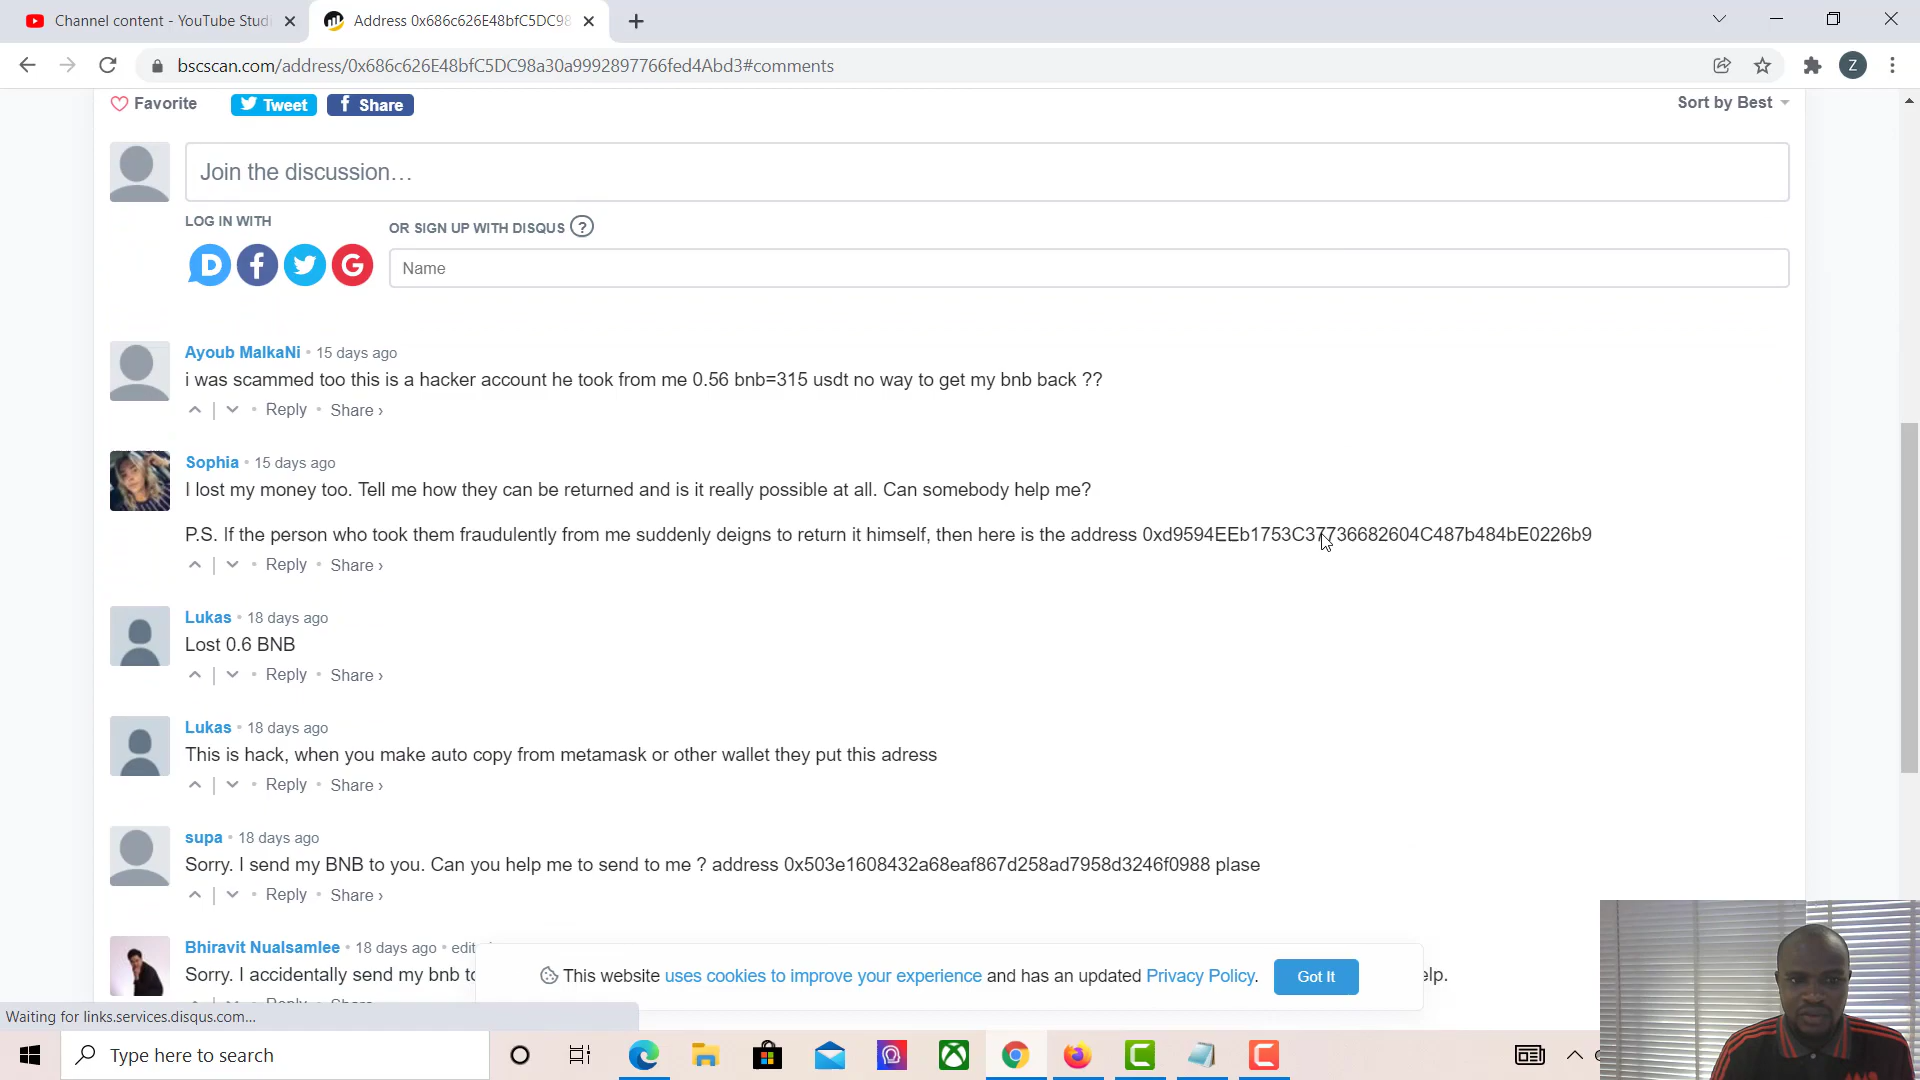 Channel content - YouTube Studi
Address 0x686c626E48bfC5DC98
bscscan.com/address/0x686c626E48bfC5DC98a30a9992897766fed4Abd3#comments
Z
Favorite
Tweet
Share
Sort by Best
Join the discussion…
LOG IN WITH
OR SIGN UP WITH DISQUS ?
Name
Ayoub MalkaNi • 15 days ago
i was scammed too this is a hacker account he took from me 0.56 bnb=315 usdt no way to get my bnb back ??
Reply • Share ›
Sophia • 15 days ago
I lost my money too. Tell me how they can be returned and is it really possible at all. Can somebody help me?
P.S. If the person who took them fraudulently from me suddenly deigns to return it himself, then here is the address 0xd9594EEb1753C37736682604C487b484bE0226b9
Reply • Share ›
Lukas • 18 days ago
Lost 0.6 BNB
Reply • Share ›
Lukas • 18 days ago
This is hack, when you make auto copy from metamask or other wallet they put this adress
Reply • Share ›
supa • 18 days ago
Sorry. I send my BNB to you. Can you help me to send to me ? address 0x503e1608432a68eaf867d258ad7958d3246f0988 plase
Reply • Share ›
Bhiravit Nualsamlee • 18 days ago • edit
Sorry. I accidentally send my bnb to
elp.
This website uses cookies to improve your experience and has an updated Privacy Policy.
Got It
Reply • Share
Waiting for links.services.disqus.com...
Type here to search